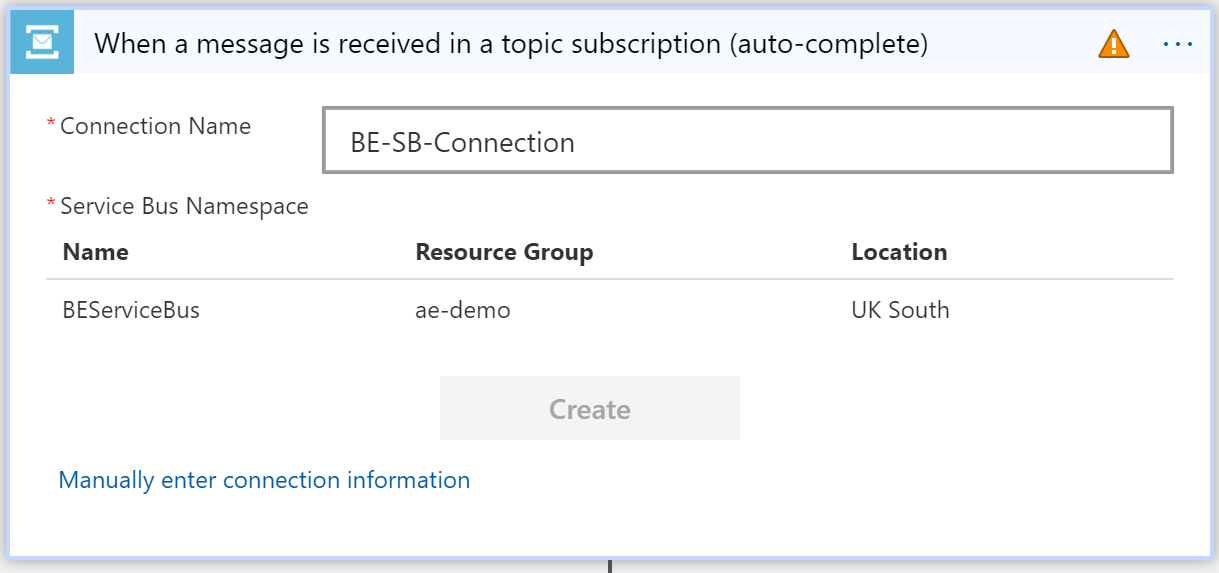 When a message is received in a topic subscription (auto-complete)
* Connection Name
BE-SB-Connection
* Service Bus Namespace
Name Resource Group Location
BEServiceBus ae-demo UK South
Create
Manually enter connection information